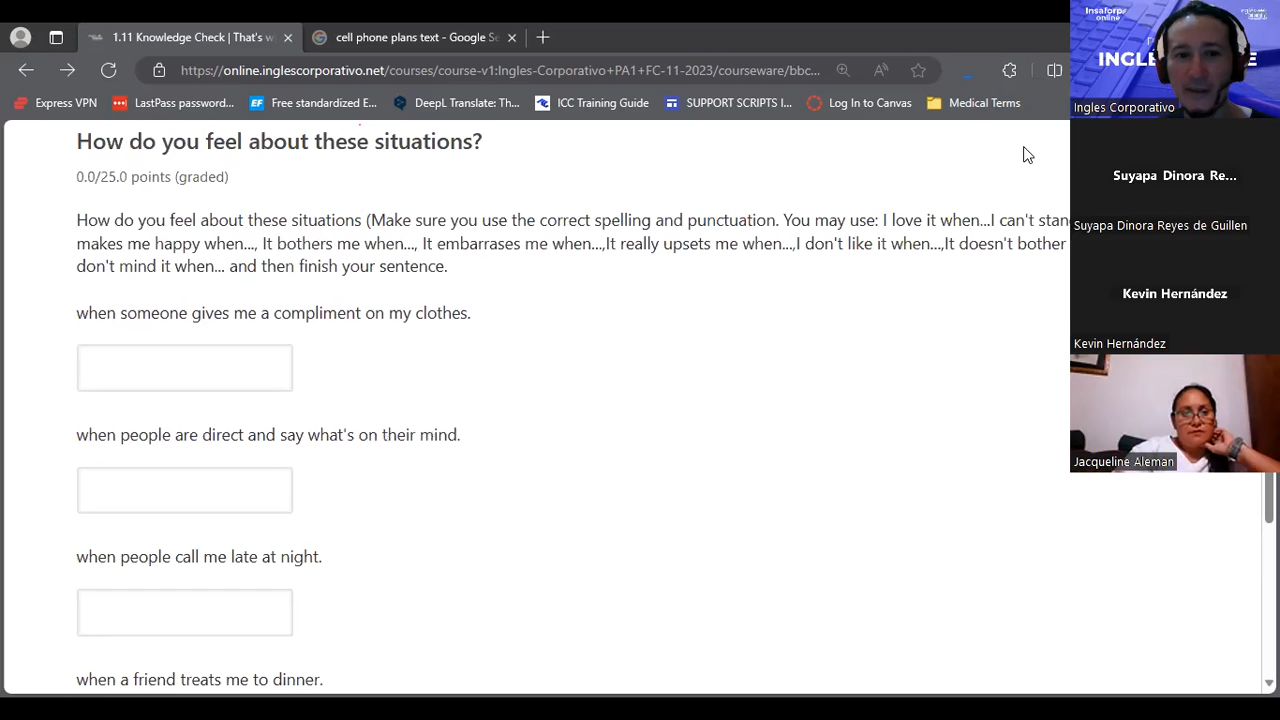 1.11 Knowledge Check | That's w
cell phone plans text - Google Se
https://online.inglescorporativo.net/courses/course-v1:Ingles-Corporativo+PA1+FC-11-2023/courseware/bbc...
Express VPN
LastPass password...
Free standardized E...
DeepL Translate: Th...
ICC Training Guide
SUPPORT SCRIPTS I...
Log In to Canvas
Medical Terms
How do you feel about these situations?
0.0/25.0 points (graded)
How do you feel about these situations (Make sure you use the correct spelling and punctuation. You may use: I love it when...I can't stan
makes me happy when..., It bothers me when..., It embarrases me when...,It really upsets me when...,I don't like it when...,It doesn't bother
don't mind it when... and then finish your sentence.
when someone gives me a compliment on my clothes.
when people are direct and say what's on their mind.
when people call me late at night.
when a friend treats me to dinner.
Insaforp
online
INGLÉ
Ingles Corporativo
Suyapa Dinora Re...
Suyapa Dinora Reyes de Guillen
Kevin Hernández
Kevin Hernández
Jacqueline Aleman